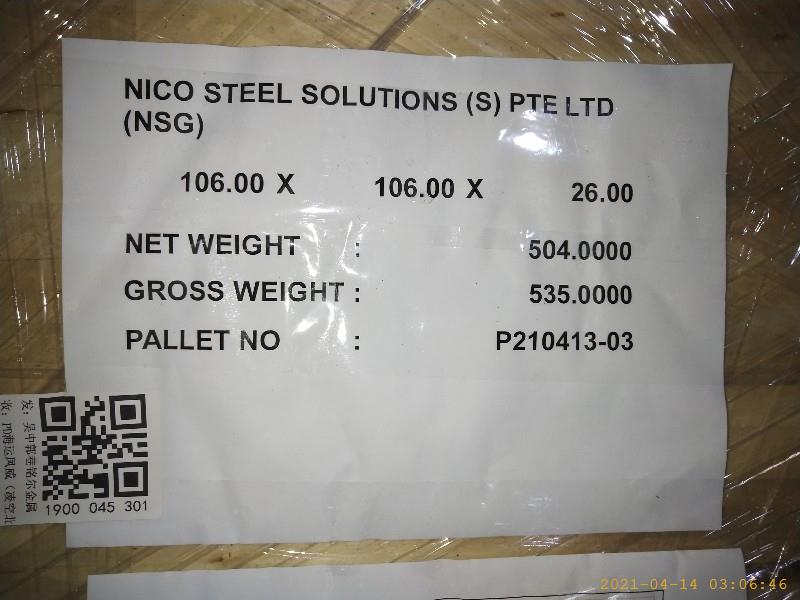 NICO STEEL SOLUTIONS (S) PTE LTD
(NSG)
106.00 X 106.00 X 26.00
NET WEIGHT : 504.0000
GROSS WEIGHT : 535.0000
PALLET NO : P210413-03
1900 045 301
2021-04-14 03:06:46